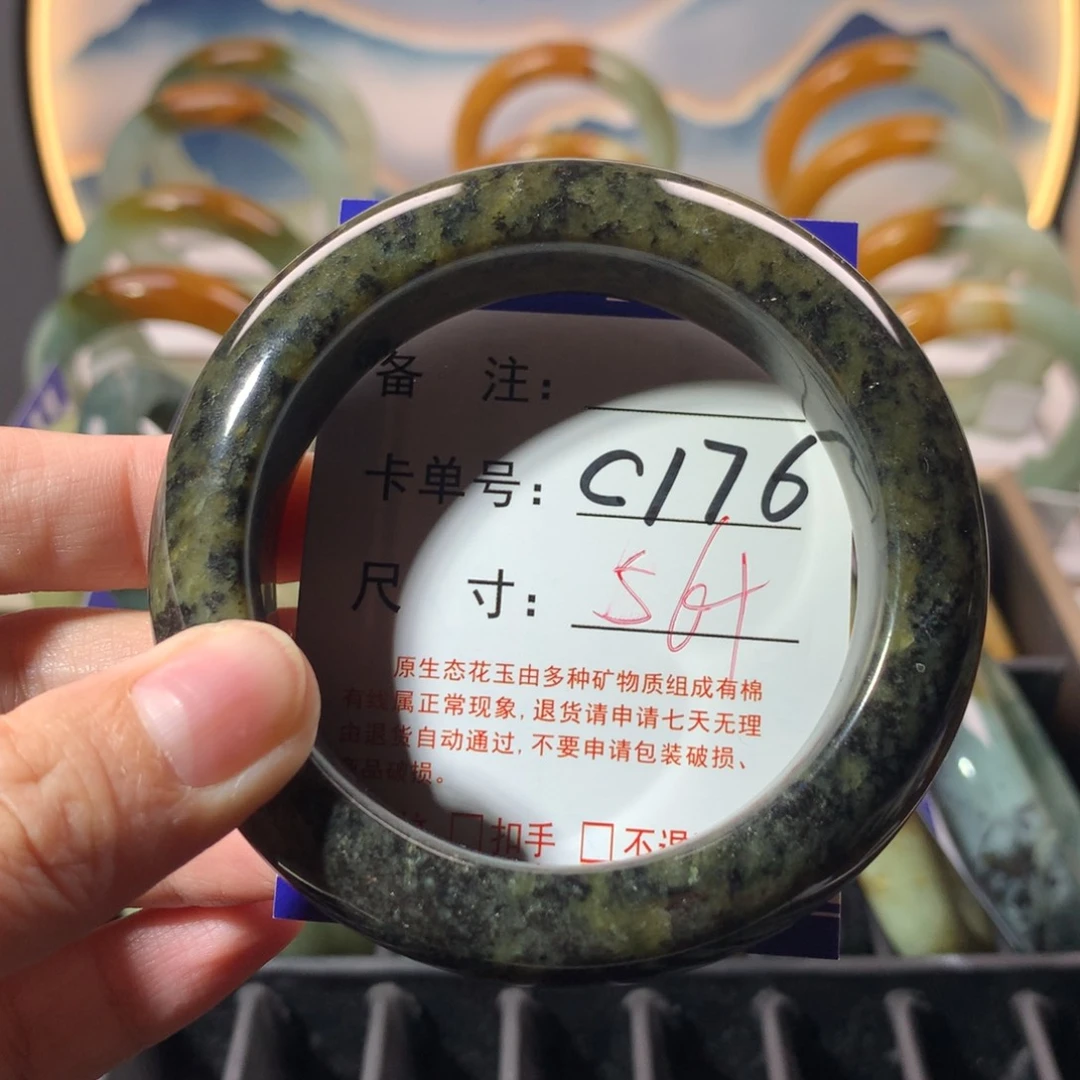 备 注:
卡单号: C176
尺 寸: 56+
原生态花玉由多种矿物质组成有棉
有线属正常现象,退货请申请七天无理
由退货自动通过,不要申请包装破损、
商品破损。
□扣手 □不退